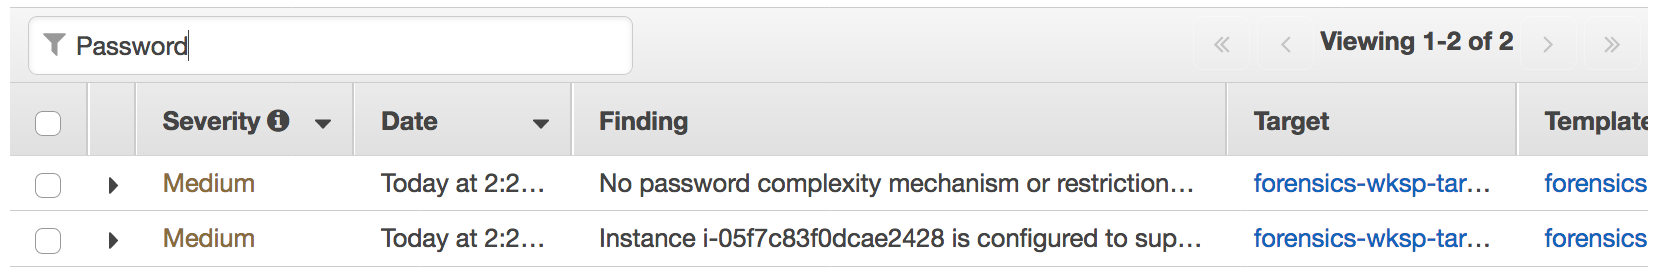 Password
« ‹ Viewing 1-2 of 2 › »
Severity Date Finding Target Template
Medium Today at 2:2... No password complexity mechanism or restriction... forensics-wksp-tar... forensics
Medium Today at 2:2... Instance i-05f7c83f0dcae2428 is configured to sup... forensics-wksp-tar... forensics